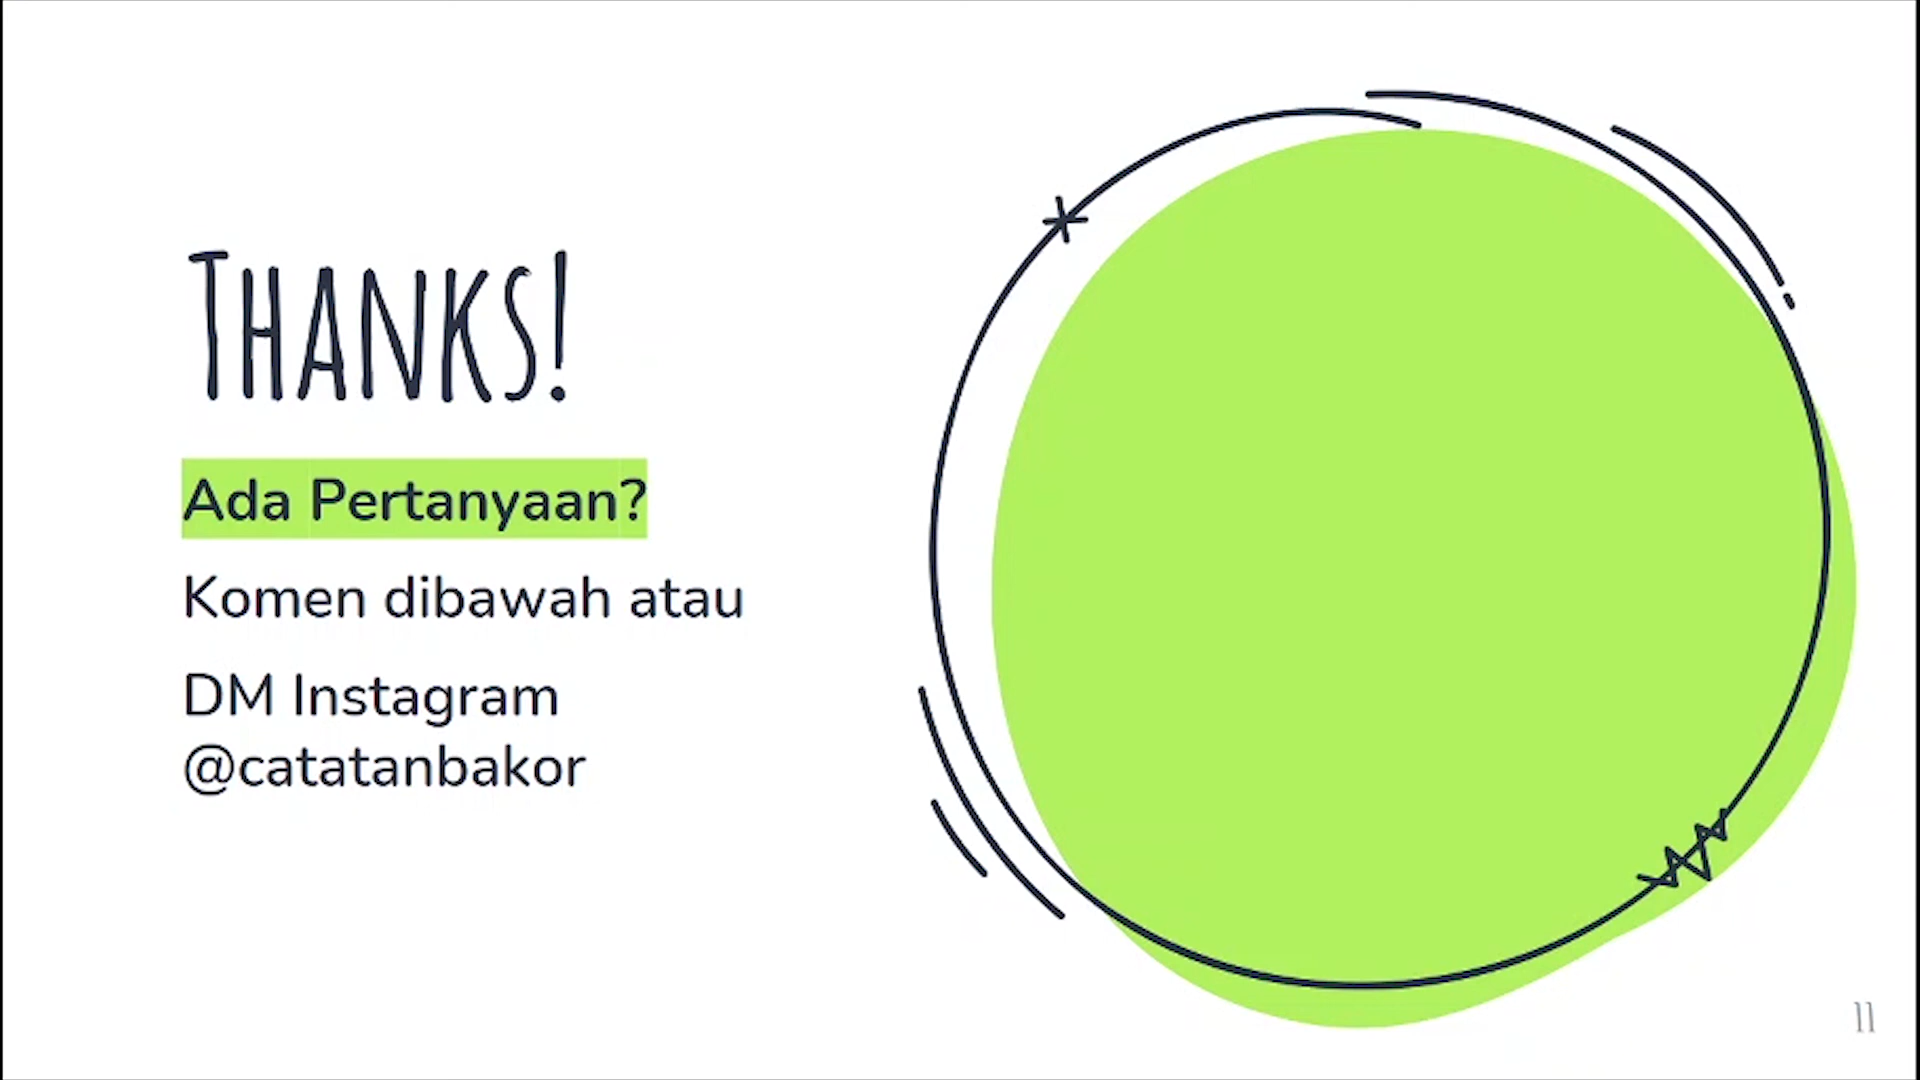 THANKS!
Ada Pertanyaan?
Komen dibawah atau
DM Instagram
@catatanbakor
11